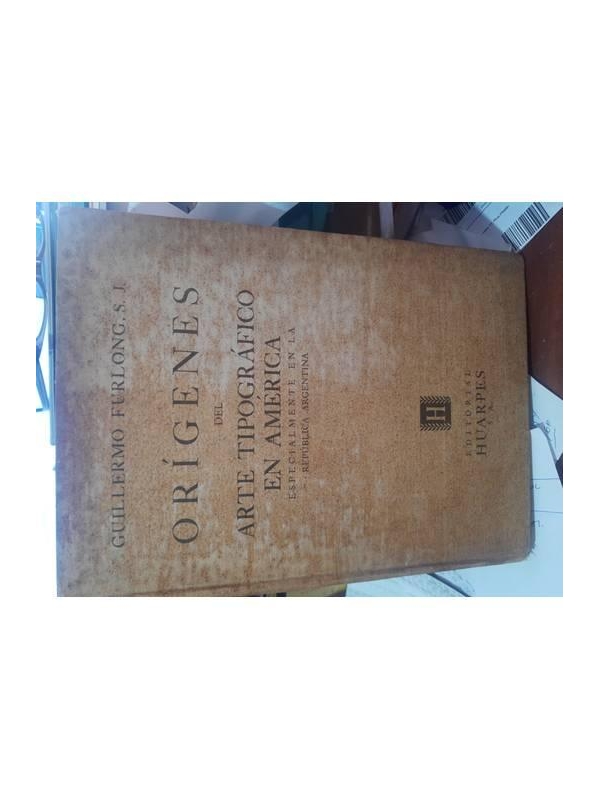 GUILLERMO FURLONG, S. J.
ORÍGENES
DEL
ARTE TIPOGRÁFICO
EN AMÉRICA
ESPECIALMENTE EN LA
REPÚBLICA ARGENTINA
H
EDITORIAL
HUARPES
S. A.